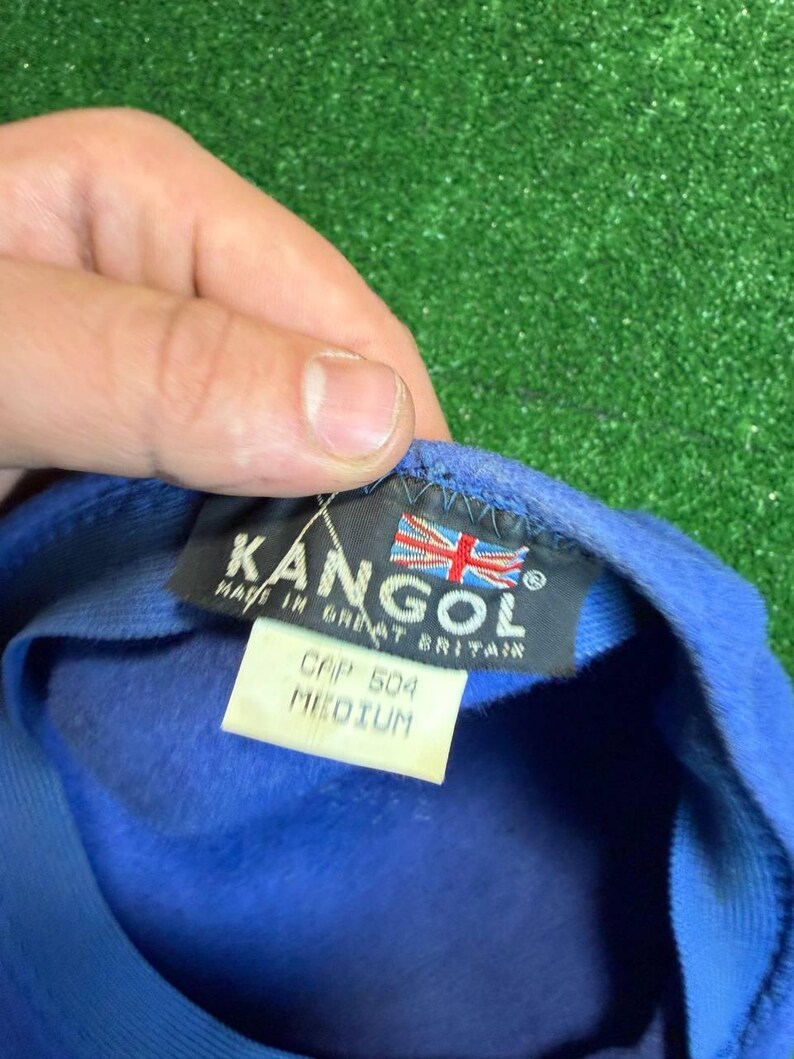 KANGOL®
MADE IN GREAT BRITAIN
CAP 504
MEDIUM